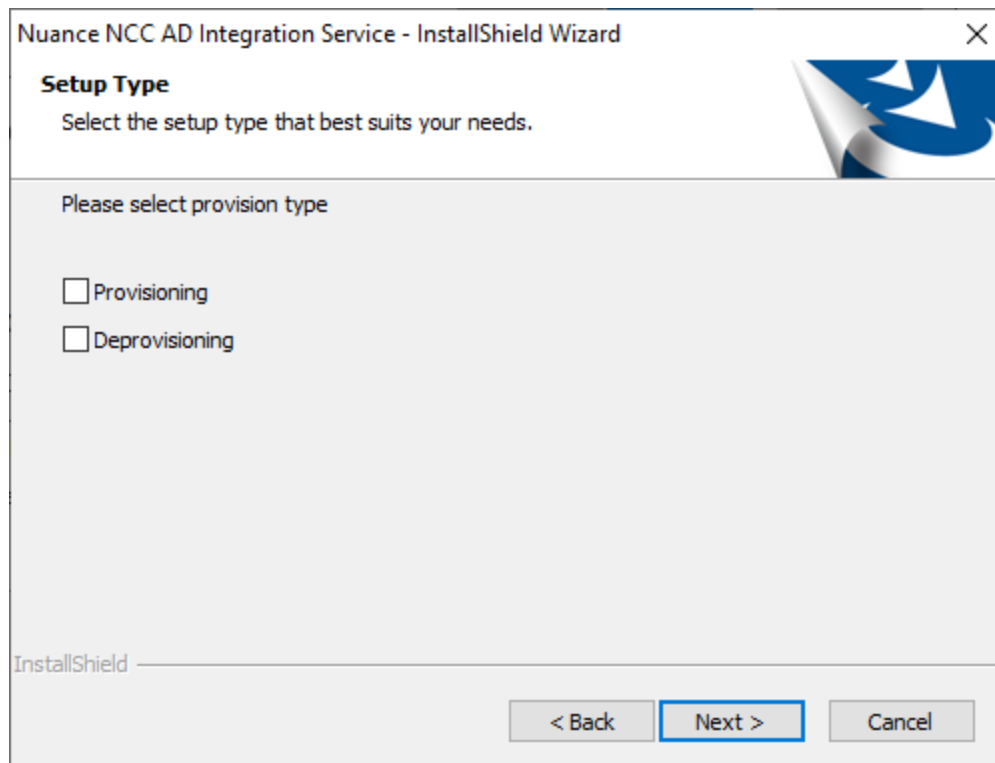 Nuance NCC AD Integration Service - InstallShield Wizard
Setup Type
Select the setup type that best suits your needs.
Please select provision type
Provisioning
Deprovisioning
InstallShield
< Back
Next >
Cancel